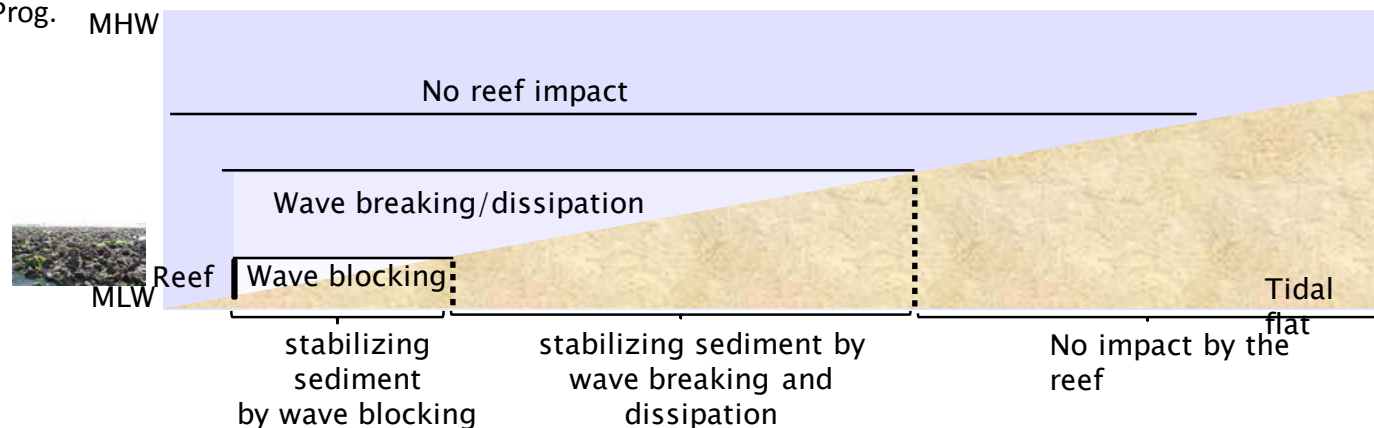 Prog.
MHW
No reef impact
Wave breaking/dissipation
Reef
Wave blocking
MLW
Tidal
flat
stabilizing
sediment
by wave blocking
stabilizing sediment by
wave breaking and
dissipation
No impact by the
reef